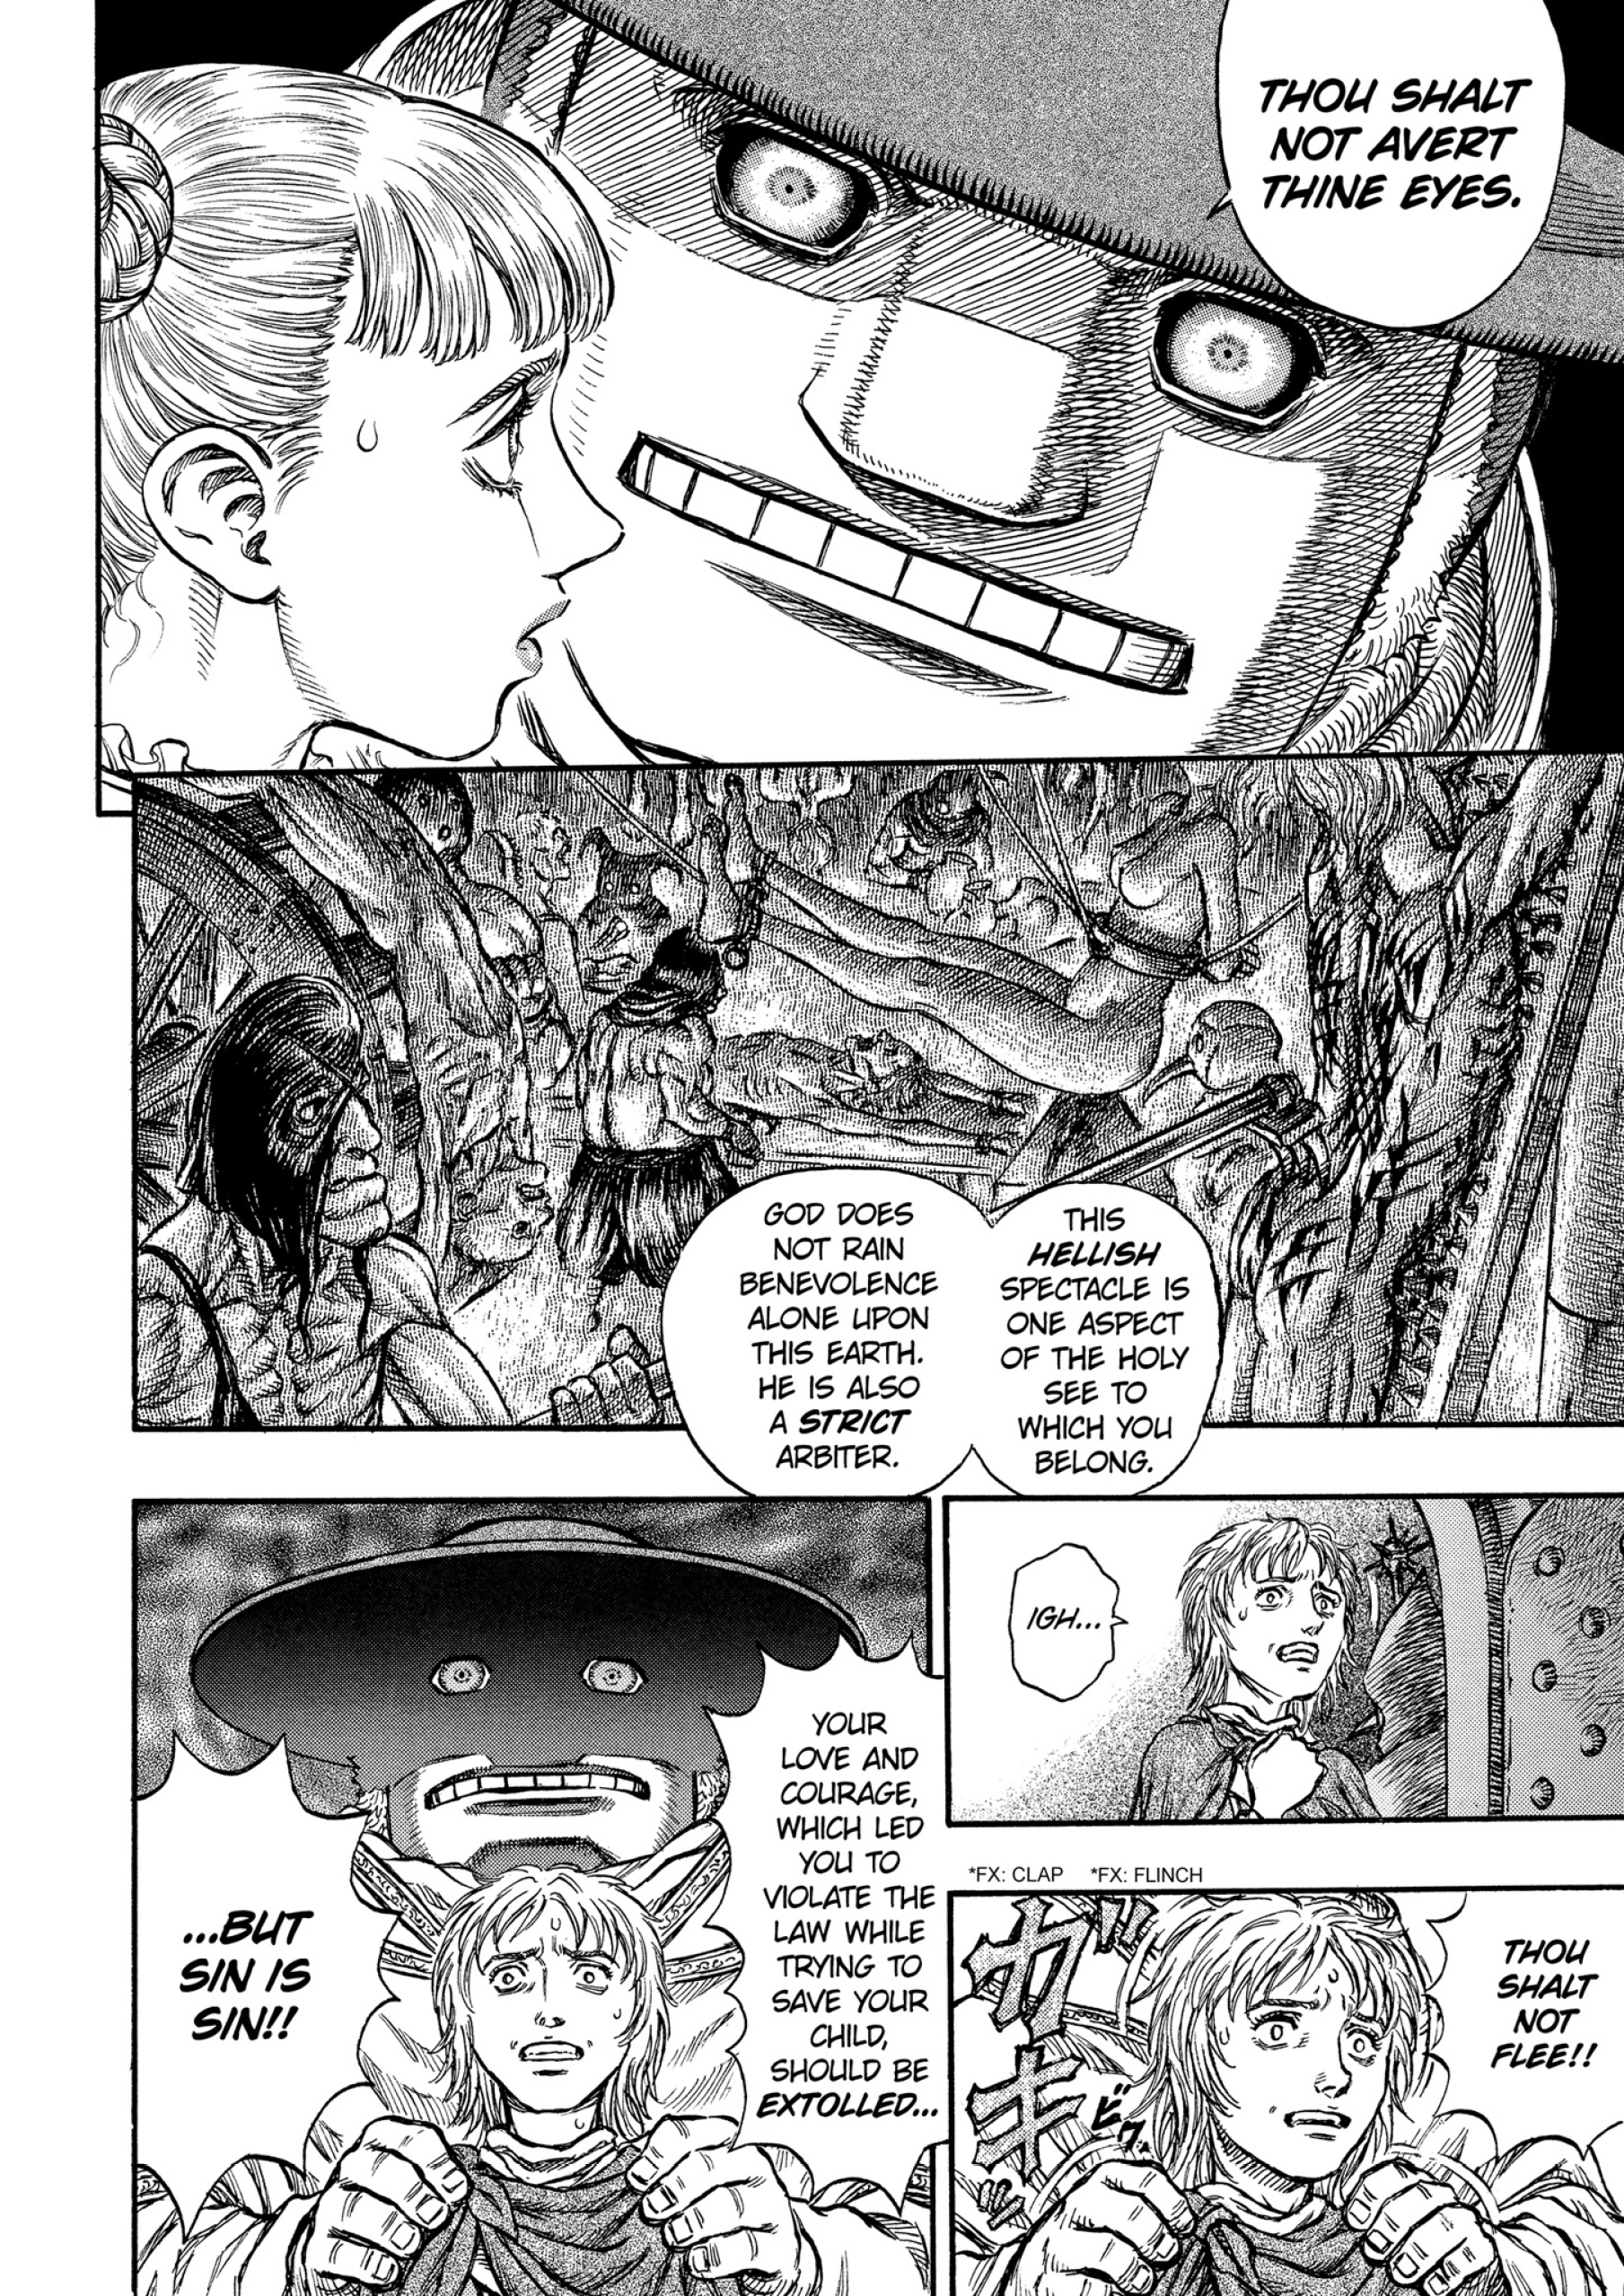 THOU SHALT
NOT AVERT
THINE EYES.
THIS
HELLISH
SPECTACLE IS
ONE ASPECT
OF THE HOLY
SEE TO
WHICH YOU
BELONG.
GOD DOES
NOT RAIN
BENEVOLENCE
ALONE UPON
THIS EARTH.
HE IS ALSO
A STRICT
ARBITER.
IGH...
*FX: CLAP *FX: FLINCH
THOU
SHALT
NOT
FLEE!!
ガガキッ
ビク
YOUR
LOVE AND
COURAGE,
WHICH LED
YOU TO
VIOLATE THE
LAW WHILE
TRYING TO
SAVE YOUR
CHILD,
SHOULD BE
EXTOLLED...
...BUT
SIN IS
SIN!!